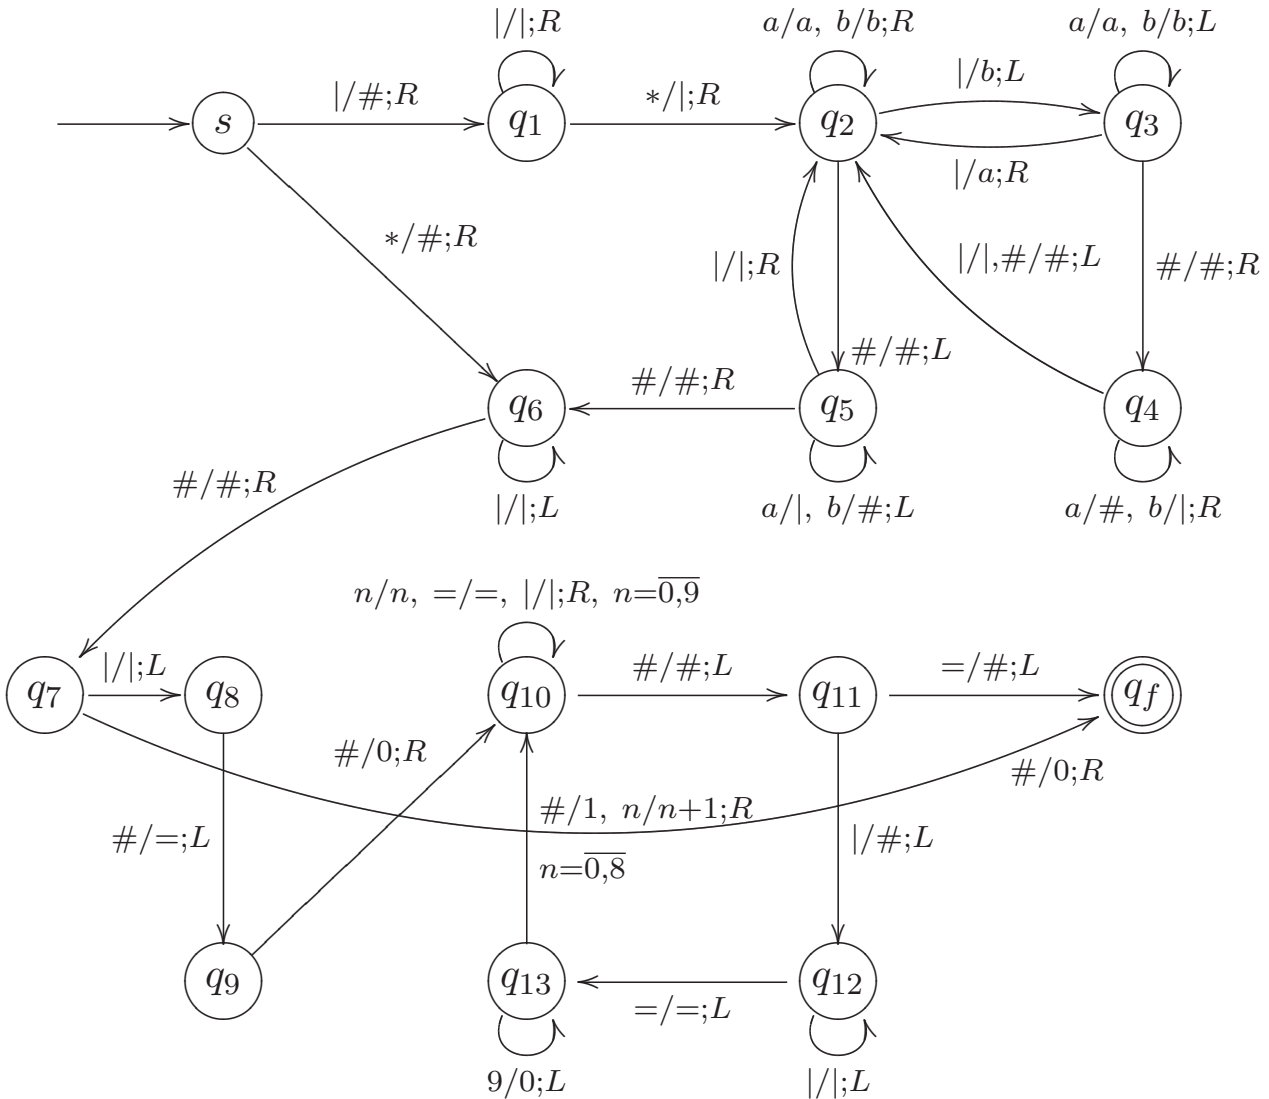 |/|;R
a/a, b/b;R
a/a, b/b;L
|/#;R
*/|;R
|/b;L
s
q1
q2
q3
|/a;R
*/#;R
|/|;R
|/|,#/#;L
#/#;R
#/#;L
#/#;R
q6
q5
q4
#/#;R
|/|;L
a/|, b/#;L
a/#, b/|;R
n/n, =/=, |/|;R, n=0,9
|/|;L
#/#;L
=/#;L
q7
q8
q10
q11
qf
#/0;R
#/0;R
#/=;L
#/1, n/n+1;R
|/#;L
n=0,8
q9
q13
q12
=/=;L
9/0;L
|/|;L